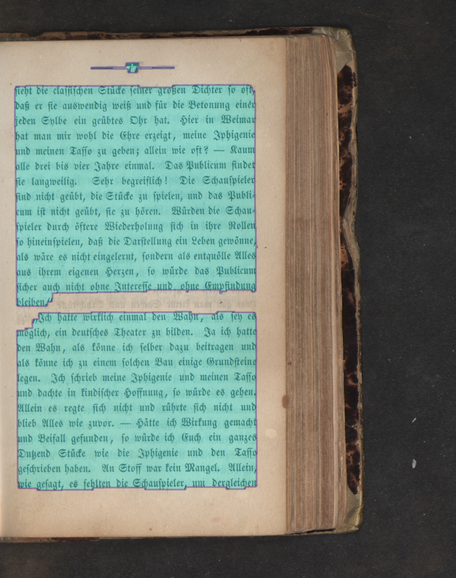 sieht die classischen Stücke seiner großen Dichter so oft,
daß er sie auswendig weiß und für die Betonung einer
jeden Sylbe ein geübtes Ohr hat. Hier in Weimar
hat man mir wohl die Ehre erzeigt, meine Iphigenie
und meinen Tasso zu geben; allein wie oft? — Kaum
alle drei bis vier Jahre einmal. Das Publicum findet
sie langweilig. Sehr begreiflich! Die Schauspieler
sind nicht geübt, die Stücke zu spielen, und das Publi-
cum ist nicht geübt, sie zu hören. Würden die Schau-
spieler durch öftere Wiederholung sich in ihre Rollen
so hineinspielen, daß die Darstellung ein Leben gewönne,
als wäre es nicht eingelernt, sondern als entquölle Alles
aus ihrem eigenen Herzen, so würde das Publicum
sicher auch nicht ohne Interesse und ohne Empfindung
bleiben.
Ich hatte wirklich einmal den Wahn, als sey es
möglich, ein deutsches Theater zu bilden. Ja ich hatte
den Wahn, als könne ich selber dazu beitragen und
als könne ich zu einem solchen Bau einige Grundsteine
legen. Ich schrieb meine Iphigenie und meinen Tasso
und dachte in kindischer Hoffnung, so würde es gehen.
Allein es regte sich nicht und rührte sich nicht und
blieb Alles wie zuvor. — Hätte ich Wirkung gemacht
und Beifall gefunden, so würde ich Euch ein ganzes
Dutzend Stücke wie die Iphigenie und den Tasso
geschrieben haben. An Stoff war kein Mangel. Allein,
wie gesagt, es fehlten die Schauspieler, um dergleichen